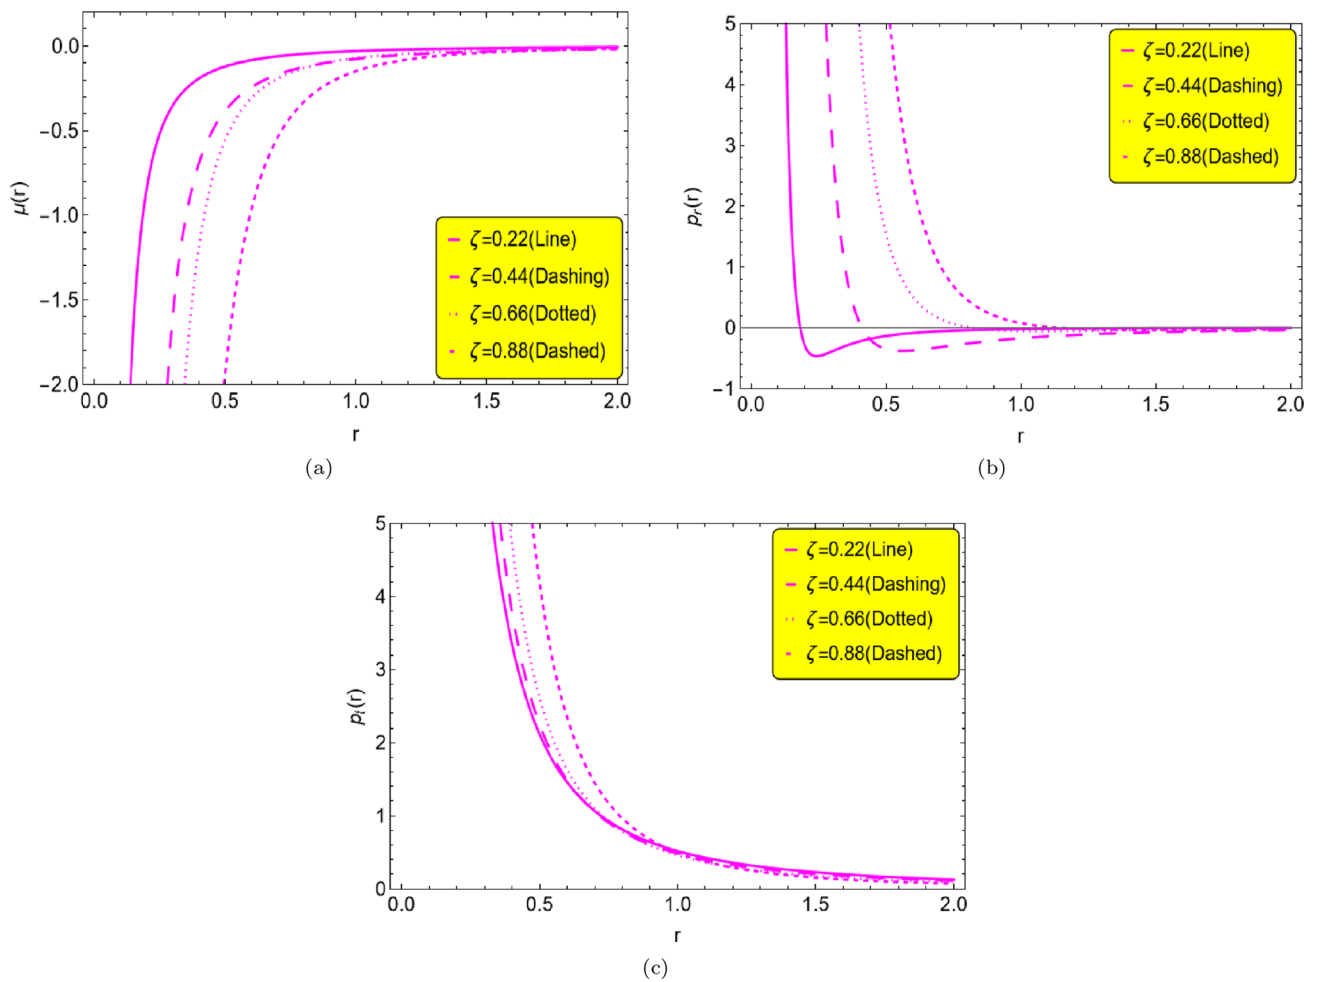 0.0
−0.5
−1.0
−1.5
−2.0
μ(r)
0.0 0.5 1.0 1.5 2.0
r
ζ=0.22(Line)
ζ=0.44(Dashing)
ζ=0.66(Dotted)
ζ=0.88(Dashed)
(a)
5
4
3
2
1
0
−1
pᵣ(r)
0.0 0.5 1.0 1.5 2.0
r
ζ=0.22(Line)
ζ=0.44(Dashing)
ζ=0.66(Dotted)
ζ=0.88(Dashed)
(b)
5
4
3
2
1
0
pₜ(r)
0.0 0.5 1.0 1.5 2.0
r
ζ=0.22(Line)
ζ=0.44(Dashing)
ζ=0.66(Dotted)
ζ=0.88(Dashed)
(c)